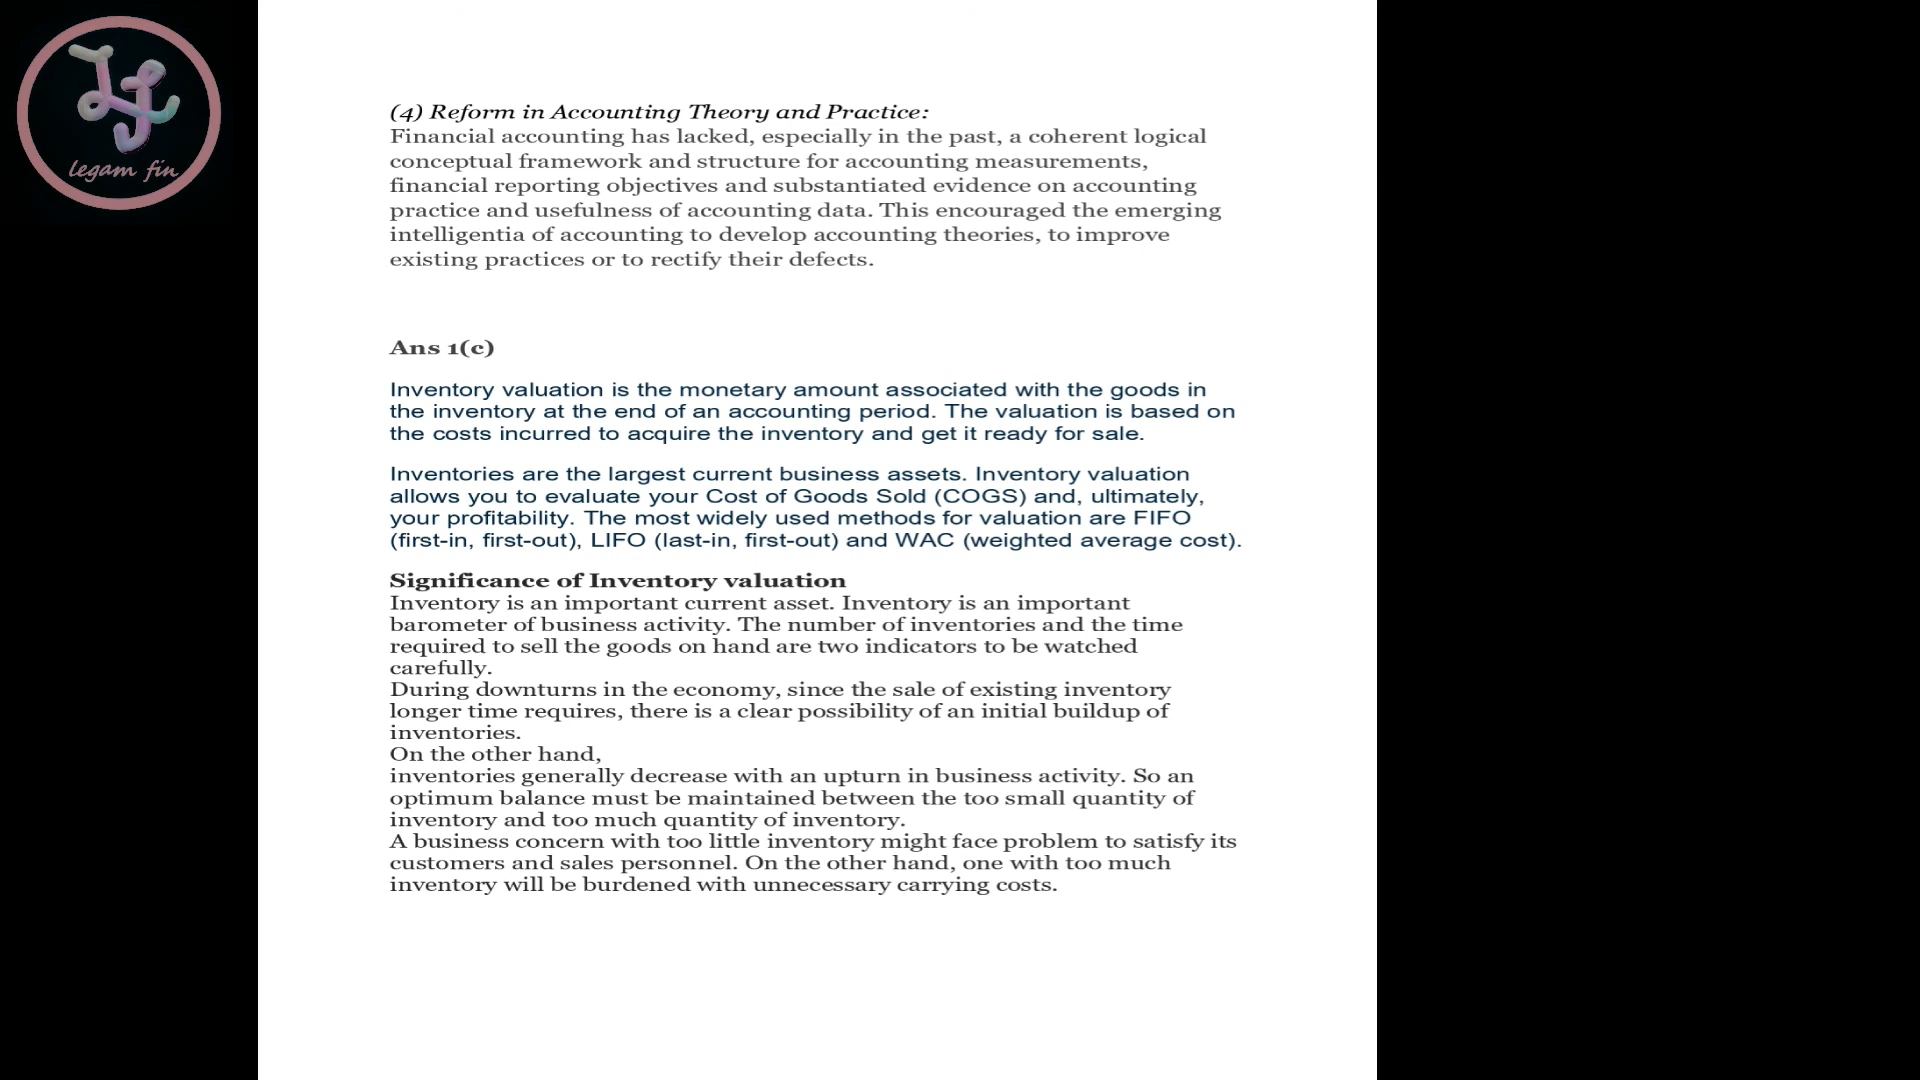 legam fin
(4) Reform in Accounting Theory and Practice:
Financial accounting has lacked, especially in the past, a coherent logical
conceptual framework and structure for accounting measurements,
financial reporting objectives and substantiated evidence on accounting
practice and usefulness of accounting data. This encouraged the emerging
intelligentia of accounting to develop accounting theories, to improve
existing practices or to rectify their defects.
Ans 1(c)
Inventory valuation is the monetary amount associated with the goods in
the inventory at the end of an accounting period. The valuation is based on
the costs incurred to acquire the inventory and get it ready for sale.
Inventories are the largest current business assets. Inventory valuation
allows you to evaluate your Cost of Goods Sold (COGS) and, ultimately,
your profitability. The most widely used methods for valuation are FIFO
(first-in, first-out), LIFO (last-in, first-out) and WAC (weighted average cost).
Significance of Inventory valuation
Inventory is an important current asset. Inventory is an important
barometer of business activity. The number of inventories and the time
required to sell the goods on hand are two indicators to be watched
carefully.
During downturns in the economy, since the sale of existing inventory
longer time requires, there is a clear possibility of an initial buildup of
inventories.
On the other hand,
inventories generally decrease with an upturn in business activity. So an
optimum balance must be maintained between the too small quantity of
inventory and too much quantity of inventory.
A business concern with too little inventory might face problem to satisfy its
customers and sales personnel. On the other hand, one with too much
inventory will be burdened with unnecessary carrying costs.